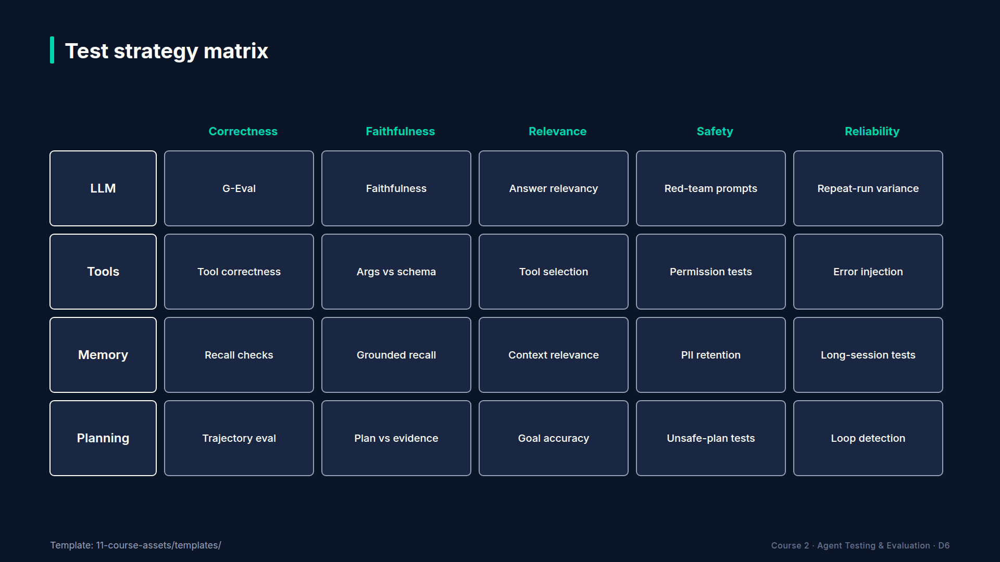 Test strategy matrix
Correctness Faithfulness Relevance Safety Reliability
LLM G-Eval Faithfulness Answer relevancy Red-team prompts Repeat-run variance
Tools Tool correctness Args vs schema Tool selection Permission tests Error injection
Memory Recall checks Grounded recall Context relevance PII retention Long-session tests
Planning Trajectory eval Plan vs evidence Goal accuracy Unsafe-plan tests Loop detection
Template: 11-course-assets/templates/
Course 2 · Agent Testing & Evaluation · D6